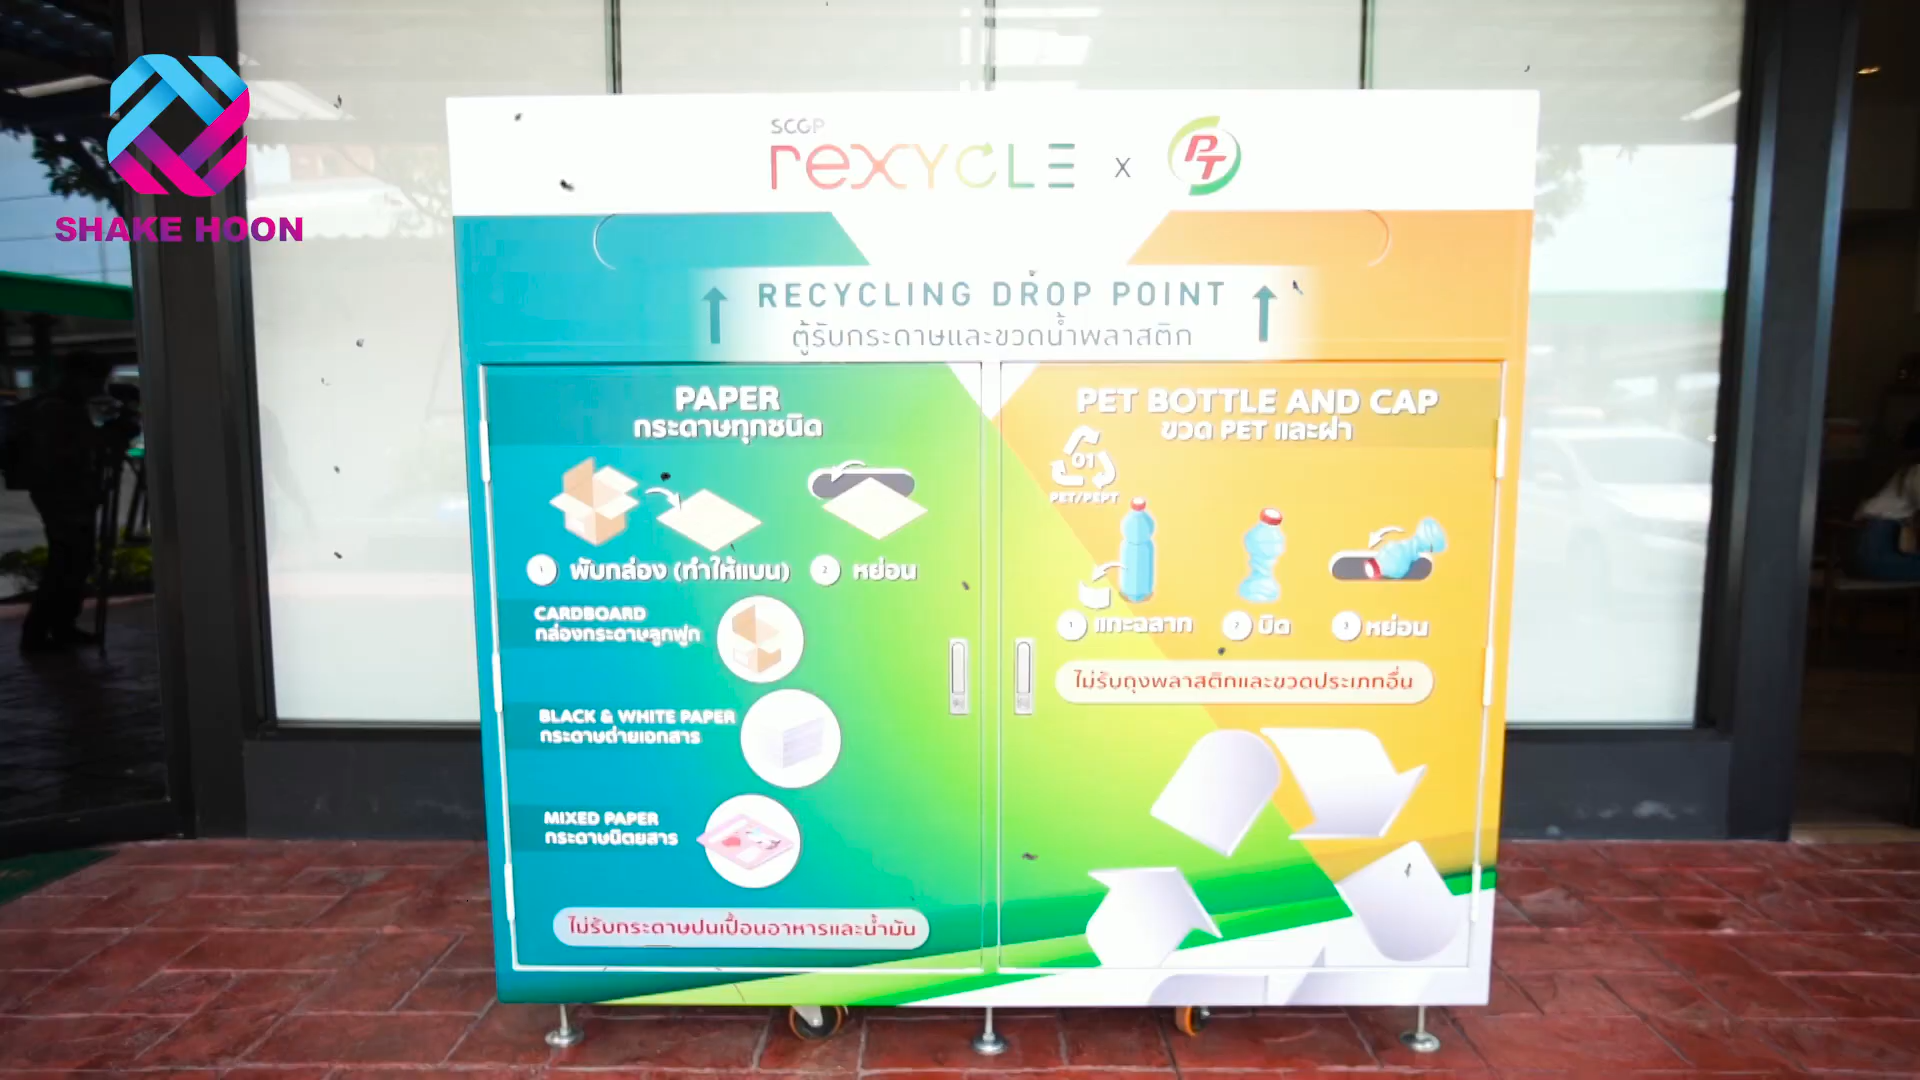 SHAKE HOON
SCGP
rexycle x PT
RECYCLING DROP POINT
ตู้รับกระดาษและขวดน้ำพลาสติก
PAPER
กระดาษทุกชนิด
1 พับกล่อง (ทำให้แบน) 2 หย่อน
CARDBOARD
กล่องกระดาษลูกฟูก
BLACK & WHITE PAPER
กระดาษถ่ายเอกสาร
MIXED PAPER
กระดาษนิตยสาร
ไม่รับกระดาษปนเปื้อนอาหารและน้ำมัน
PET BOTTLE AND CAP
ขวด PET และฝา
01
PET/PEPT
1 แกะฉลาก 2 บิด 3 หย่อน
ไม่รับถุงพลาสติกและขวดประเภทอื่น